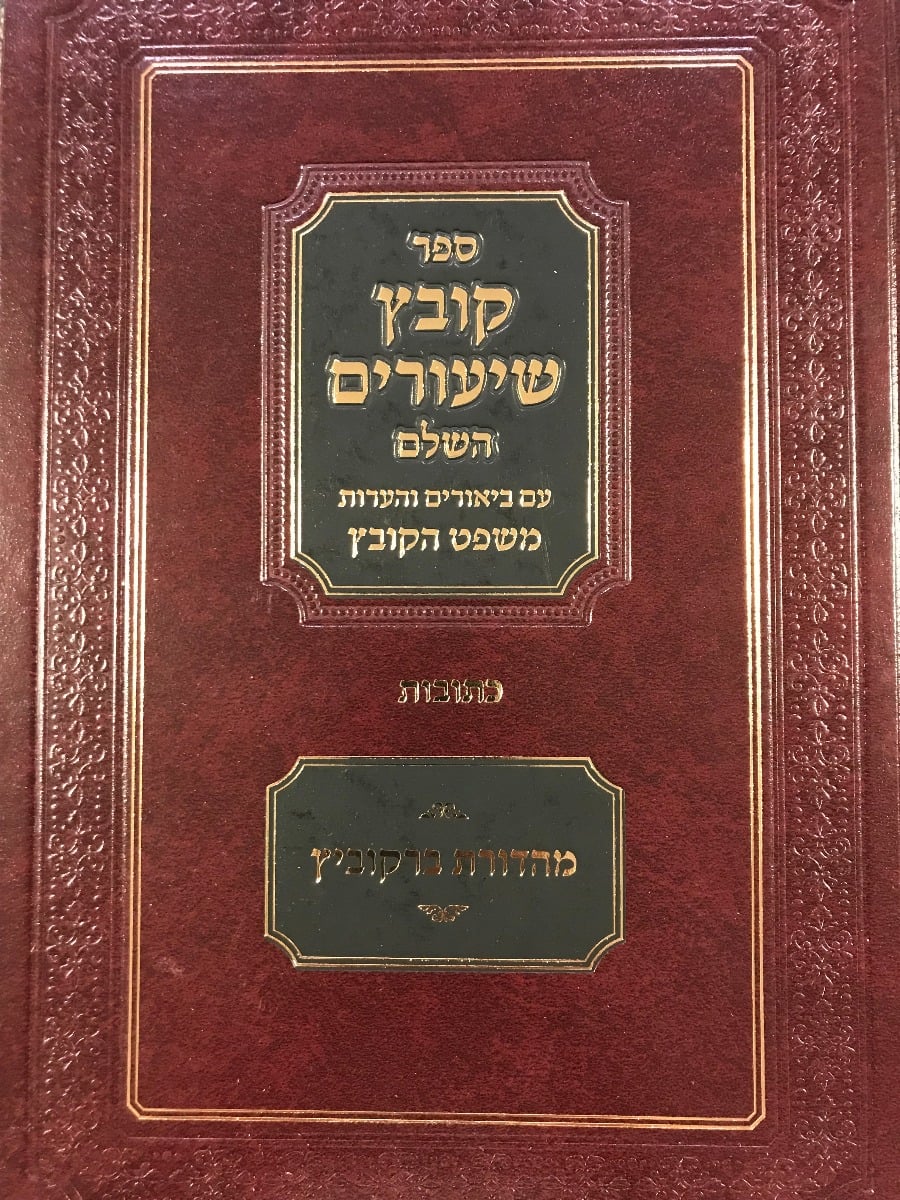 ספר
קובץ
שיעורים
השלם
עם ביאורים והערות
משפט הקובץ
כתובות
מהדורת ברקוביץ